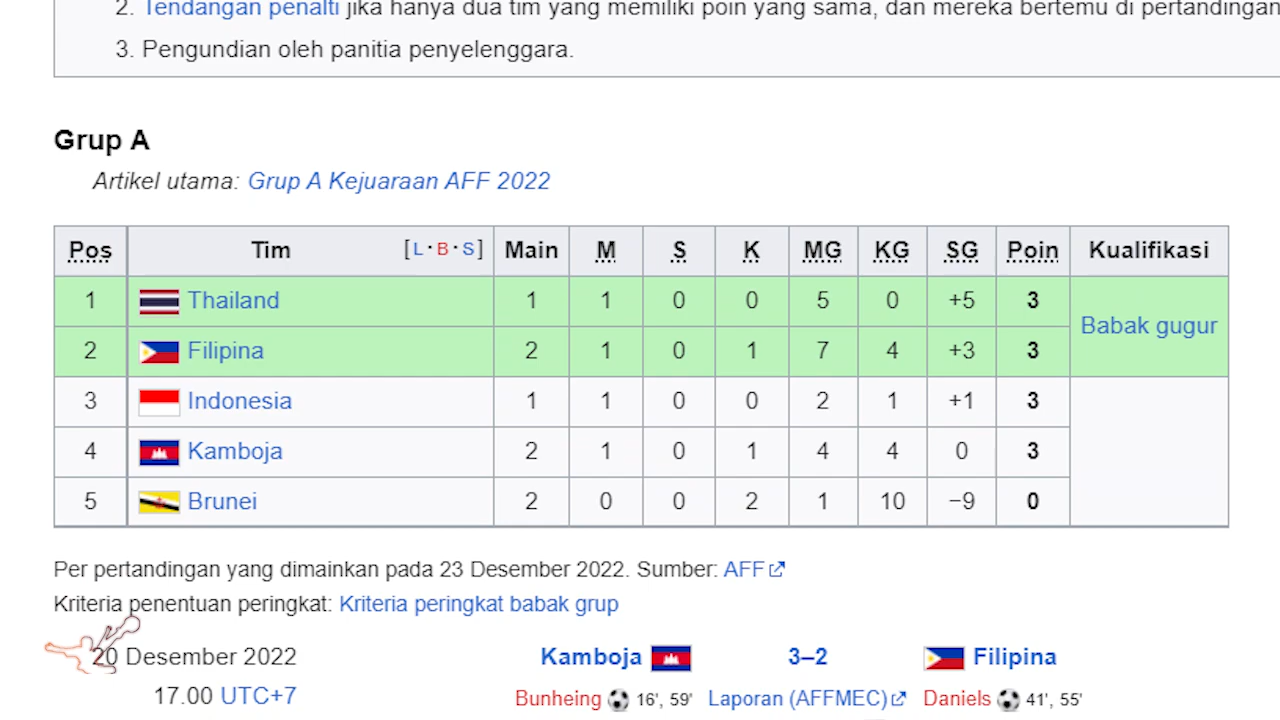 2. Tendangan penalti jika hanya dua tim yang memiliki poin yang sama, dan mereka bertemu di pertandingan
3. Pengundian oleh panitia penyelenggara.
Grup A
Artikel utama: Grup A Kejuaraan AFF 2022
Pos Tim [L·B·S] Main M S K MG KG SG Poin Kualifikasi
1 Thailand 1 1 0 0 5 0 +5 3 Babak gugur
2 Filipina 2 1 0 1 7 4 +3 3
3 Indonesia 1 1 0 0 2 1 +1 3
4 Kamboja 2 1 0 1 4 4 0 3
5 Brunei 2 0 0 2 1 10 −9 0
Per pertandingan yang dimainkan pada 23 Desember 2022. Sumber: AFF
Kriteria penentuan peringkat: Kriteria peringkat babak grup
20 Desember 2022 Kamboja 3–2 Filipina
17.00 UTC+7 Bunheing 16', 59' Laporan (AFFMEC) Daniels 41', 55'